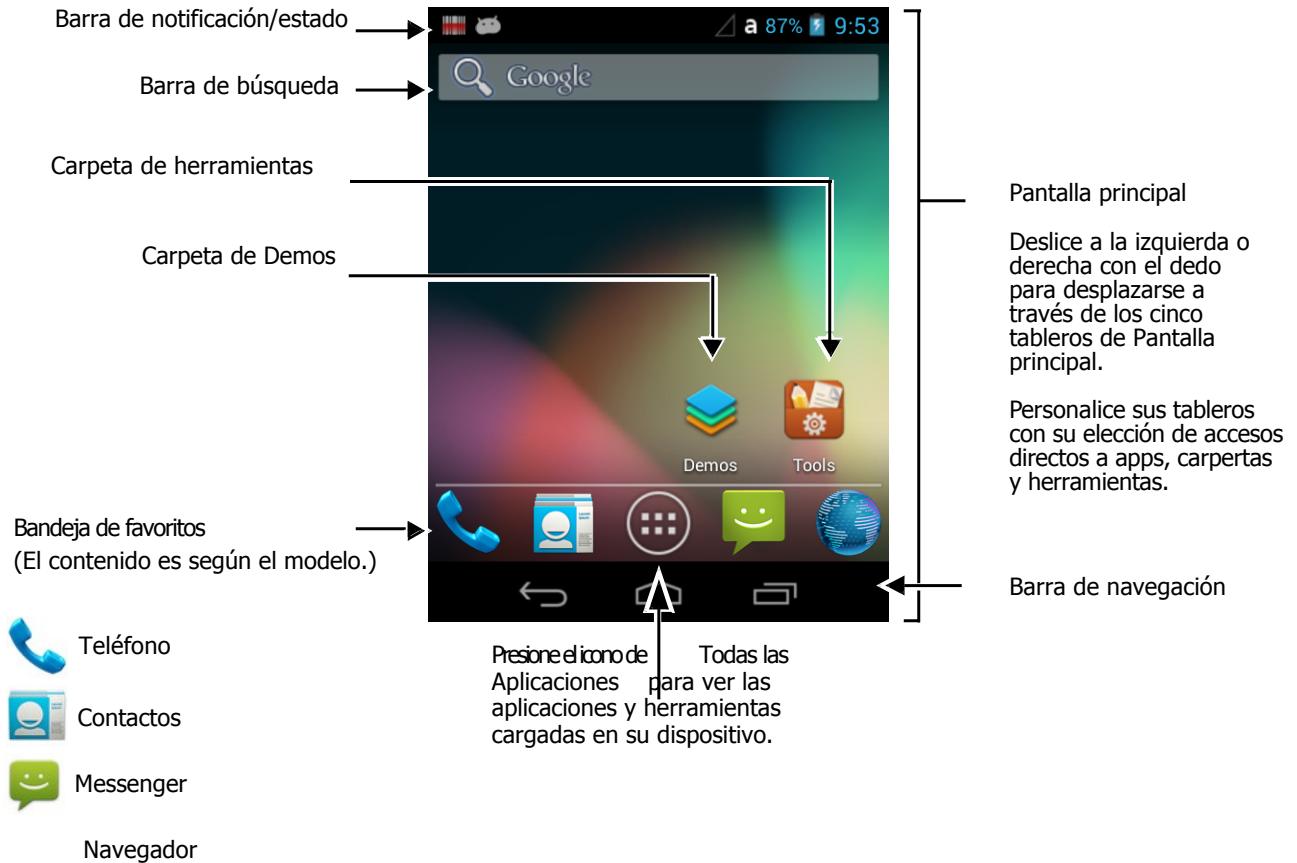 Barra de notificación/estado
a 87% 9:53
Barra de búsqueda
Google
Carpeta de herramientas
Carpeta de Demos
Demos
Tools
Pantalla principal
Deslice a la izquierda o
derecha con el dedo
para desplazarse a
través de los cinco
tableros de Pantalla
principal.
Personalice sus tableros
con su elección de accesos
directos a apps, carpertas
y herramientas.
Bandeja de favoritos
(El contenido es según el modelo.)
Barra de navegación
Teléfono
Contactos
Messenger
Navegador
Presione el icono de Todas las
Aplicaciones para ver las
aplicaciones y herramientas
cargadas en su dispositivo.